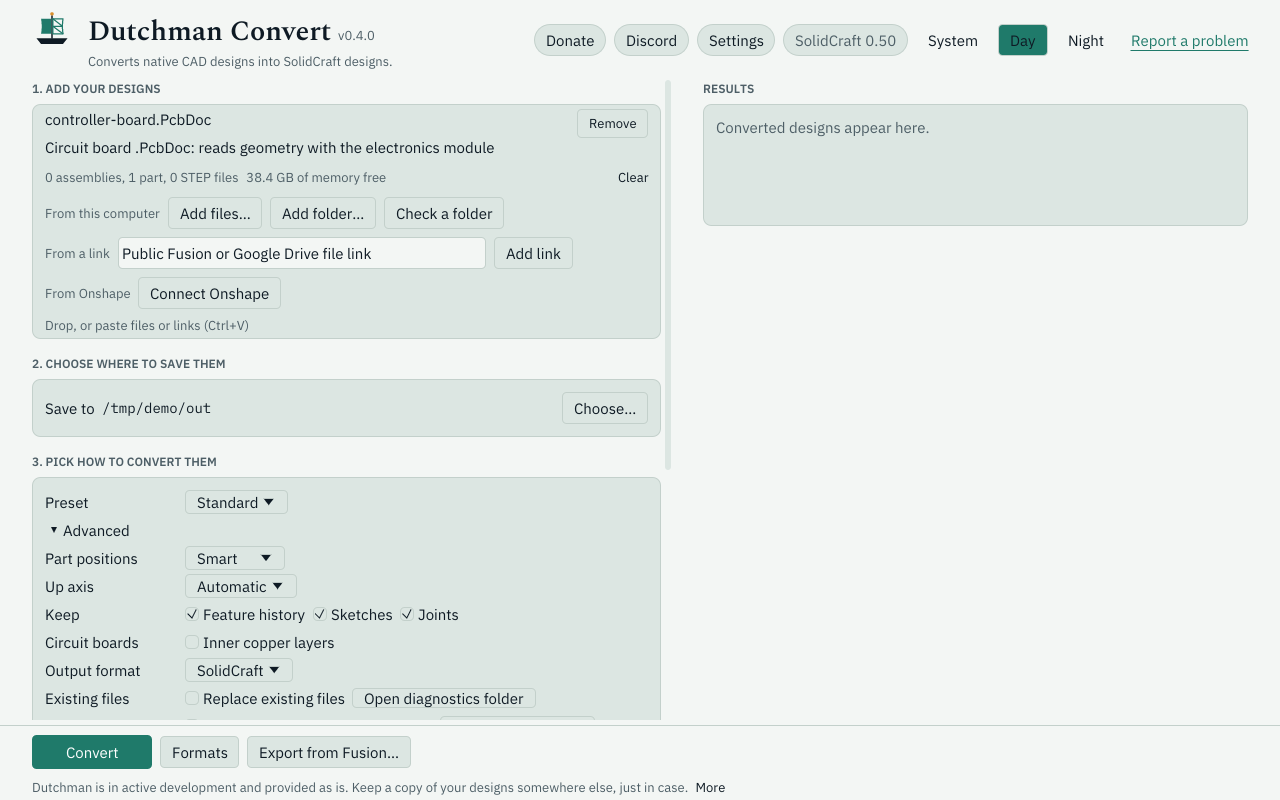 Dutchman Convert v0.4.0
Converts native CAD designs into SolidCraft designs.
Donate Discord Settings SolidCraft 0.50 System Day Night Report a problem
1. ADD YOUR DESIGNS
controller-board.PcbDoc Remove
Circuit board .PcbDoc: reads geometry with the electronics module
0 assemblies, 1 part, 0 STEP files 38.4 GB of memory free Clear
From this computer Add files... Add folder... Check a folder
From a link Public Fusion or Google Drive file link Add link
From Onshape Connect Onshape
Drop, or paste files or links (Ctrl+V)
2. CHOOSE WHERE TO SAVE THEM
Save to /tmp/demo/out Choose...
3. PICK HOW TO CONVERT THEM
Preset Standard
Advanced
Part positions Smart
Up axis Automatic
Keep Feature history Sketches Joints
Circuit boards Inner copper layers
Output format SolidCraft
Existing files Replace existing files Open diagnostics folder
RESULTS
Converted designs appear here.
Convert Formats Export from Fusion...
Dutchman is in active development and provided as is. Keep a copy of your designs somewhere else, just in case. More